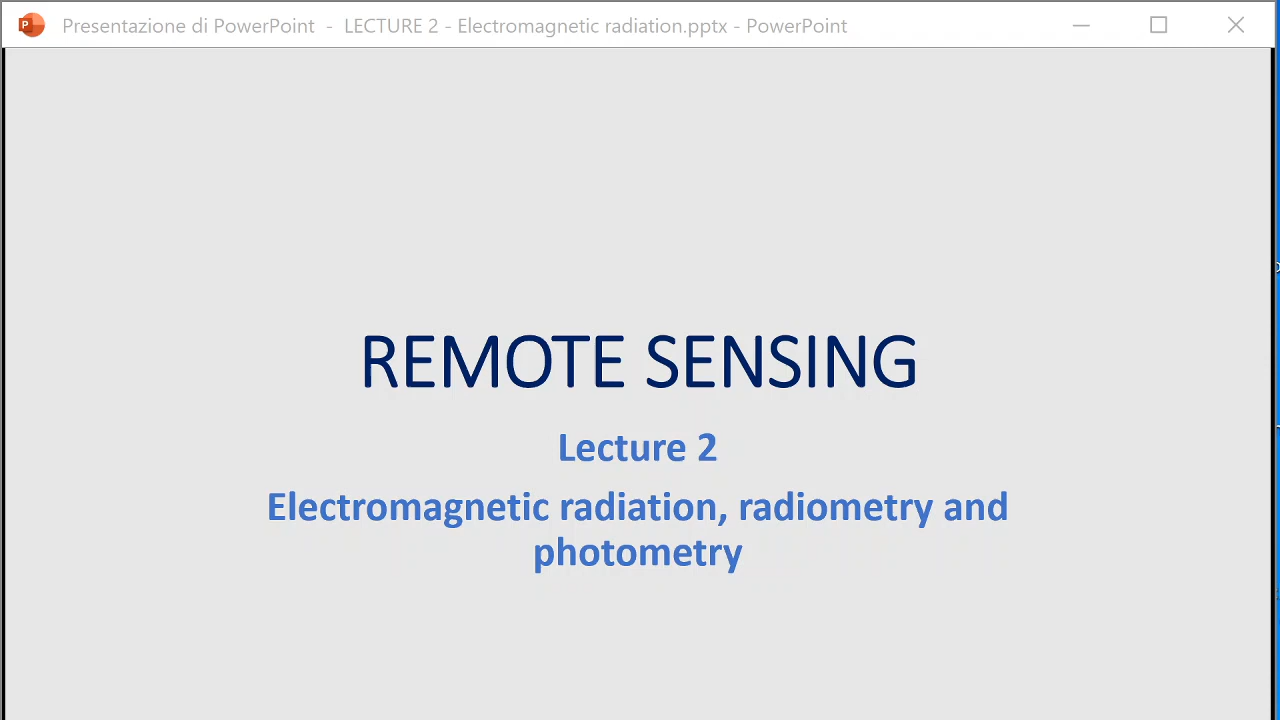 Presentazione di PowerPoint - LECTURE 2 - Electromagnetic radiation.pptx - PowerPoint
REMOTE SENSING
Lecture 2
Electromagnetic radiation, radiometry and
photometry